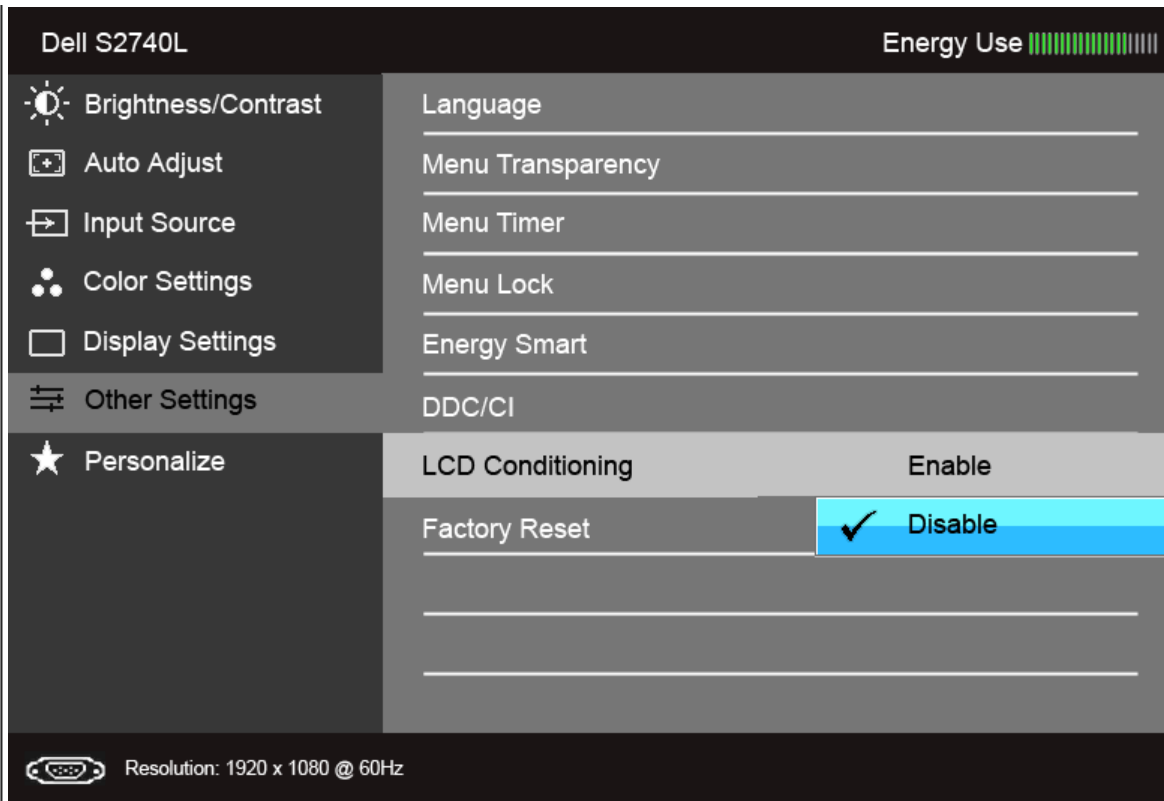 Dell S2740L Energy Use
Brightness/Contrast Language
Auto Adjust Menu Transparency
Input Source Menu Timer
Color Settings Menu Lock
Display Settings Energy Smart
Other Settings DDC/CI
Personalize LCD Conditioning Enable
Factory Reset Disable
Resolution: 1920 x 1080 @ 60Hz